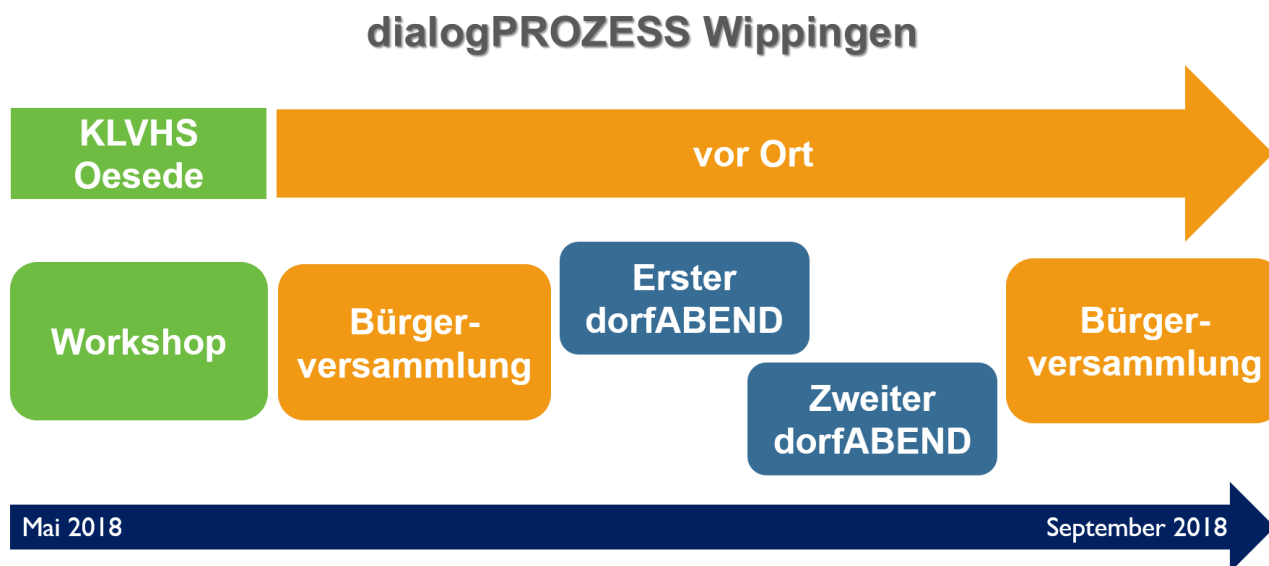 dialogPROZESS Wippingen
KLVHS
Oesede
vor Ort
Workshop
Bürger-
versammlung
Erster
dorfABEND
Zweiter
dorfABEND
Bürger-
versammlung
Mai 2018
September 2018